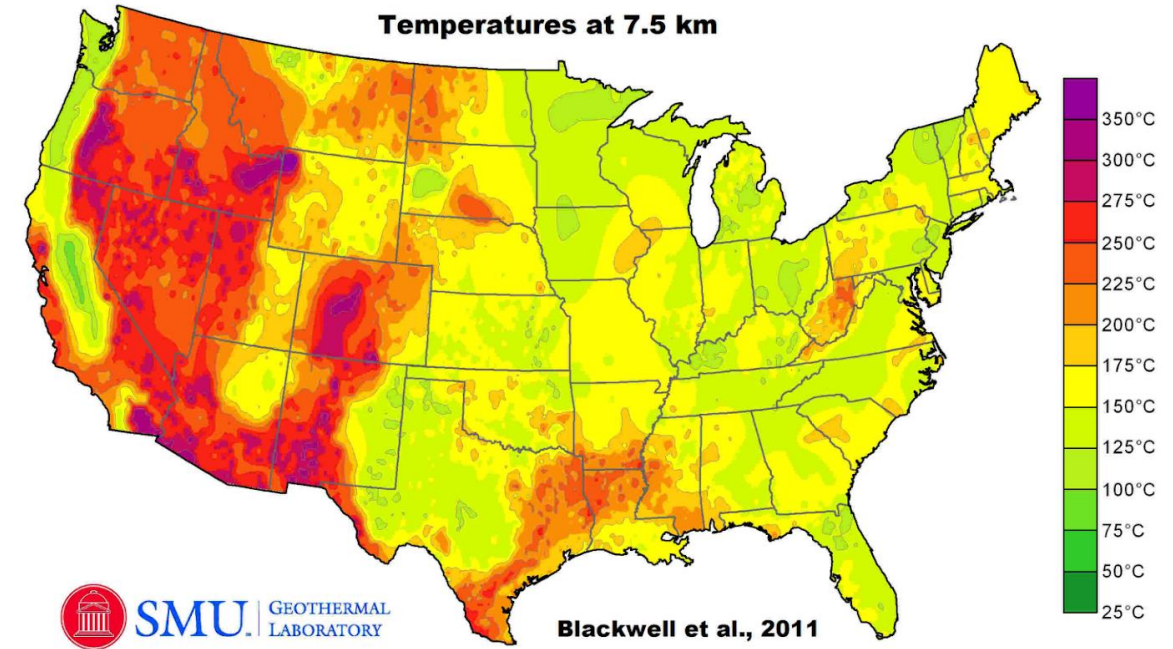 Temperatures at 7.5 km
350°C
300°C
275°C
250°C
225°C
200°C
175°C
150°C
125°C
100°C
75°C
50°C
25°C
SMU. GEOTHERMAL
LABORATORY
Blackwell et al., 2011